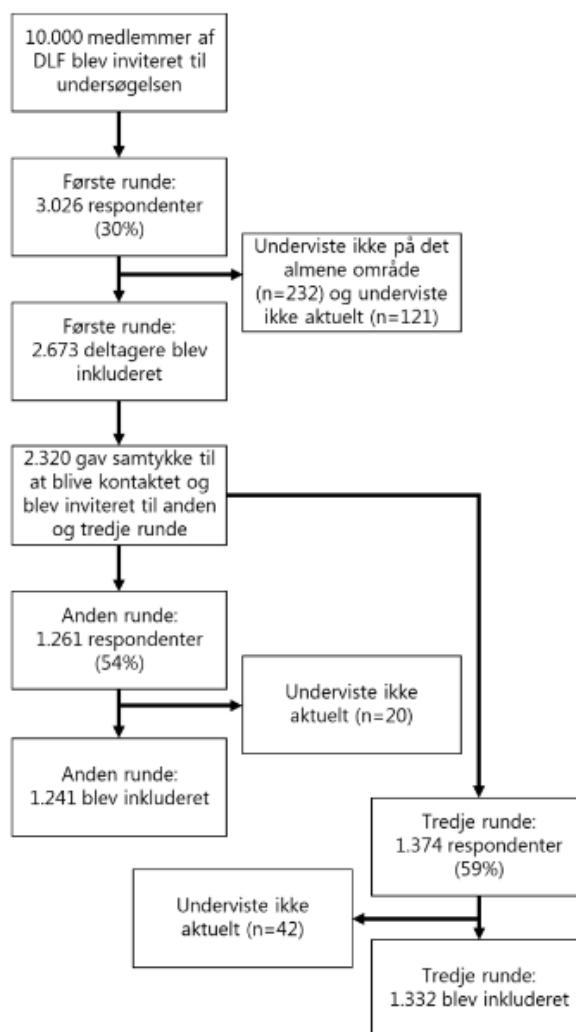 10.000 medlemmer af
DLF blev inviteret til
undersøgelsen
Første runde:
3.026 respondenter
(30%)
Underviste ikke på det
almene område
(n=232) og underviste
ikke aktuelt (n=121)
Første runde:
2.673 deltagere blev
inkluderet
2.320 gav samtykke til
at blive kontaktet og
blev inviteret til anden
og tredje runde
Anden runde:
1.261 respondenter
(54%)
Underviste ikke
aktuelt (n=20)
Anden runde:
1.241 blev inkluderet
Tredje runde:
1.374 respondenter
(59%)
Underviste ikke
aktuelt (n=42)
Tredje runde:
1.332 blev inkluderet